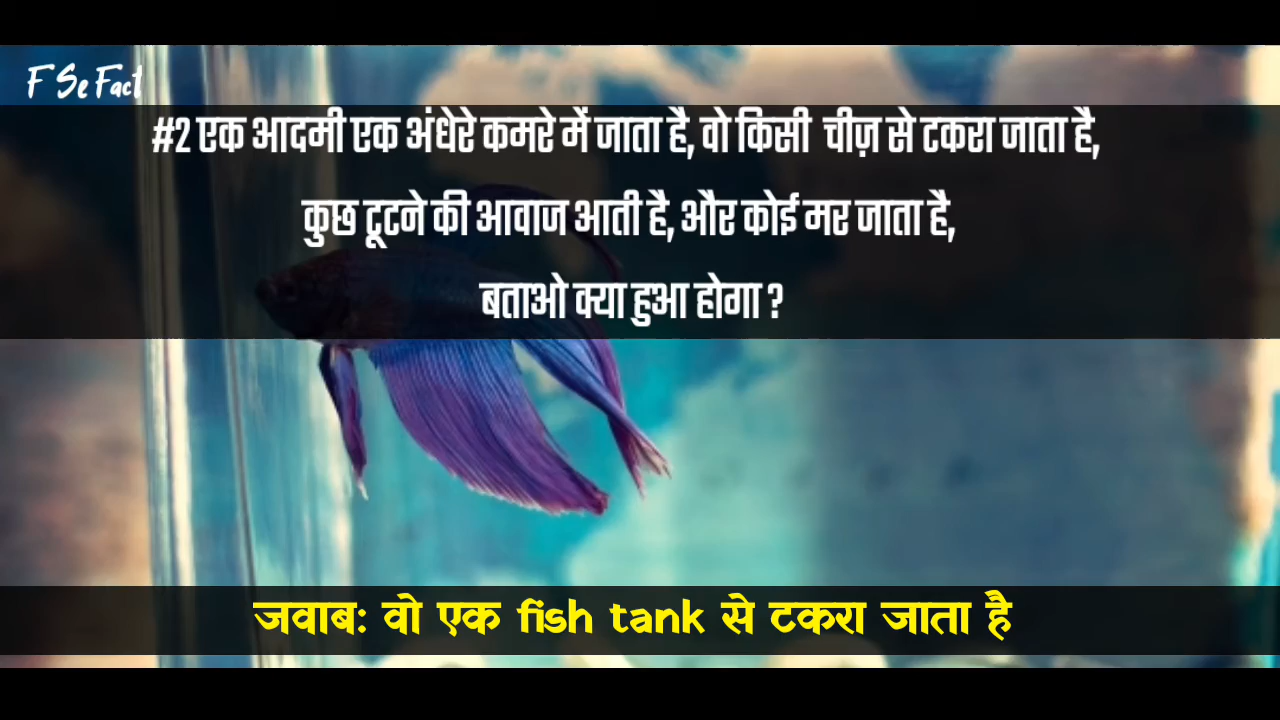 F Se Fact
#2 एक आदमी एक अंधेरे कमरे में जाता है, वो किसी चीज़ से टकरा जाता है,
कुछ टूटने की आवाज आती है, और कोई मर जाता है,
बताओ क्या हुआ होगा ?
जवाब: वो एक fish tank से टकरा जाता है